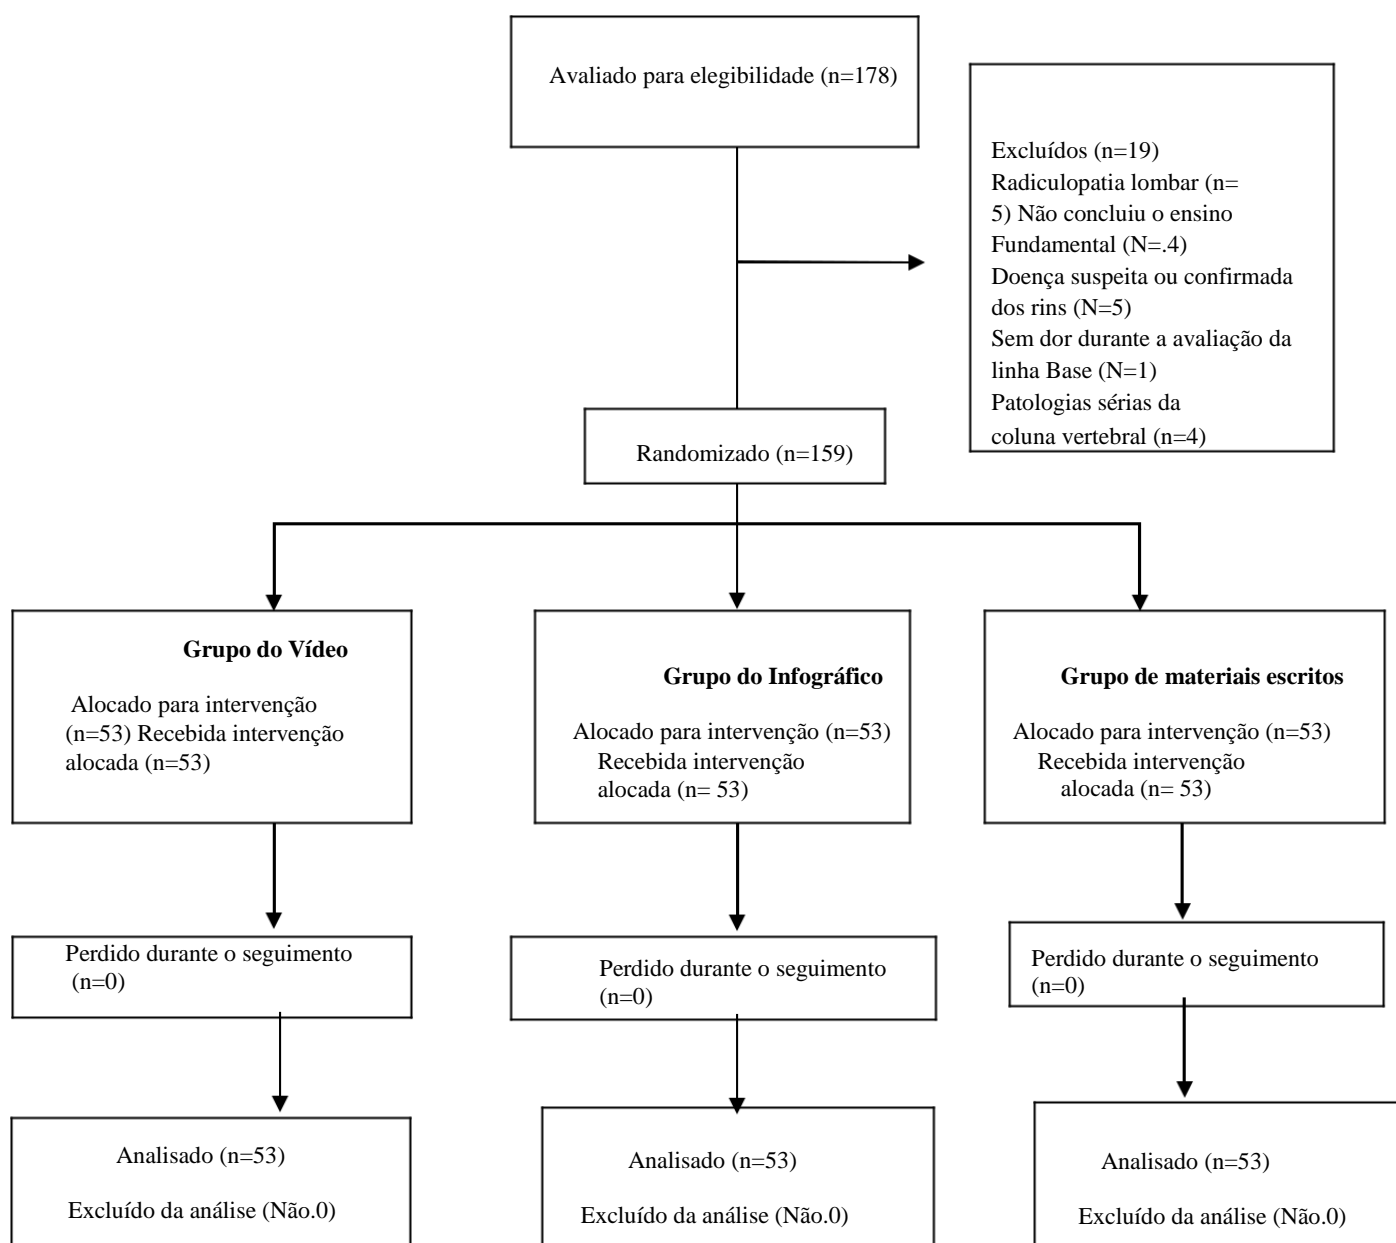 Avaliado para elegibilidade (n=178)
Excluídos (n=19)
Radiculopatia lombar (n=
5) Não concluiu o ensino
Fundamental (N=.4)
Doença suspeita ou confirmada
dos rins (N=5)
Sem dor durante a avaliação da
linha Base (N=1)
Patologias sérias da
coluna vertebral (n=4)
Randomizado (n=159)
Grupo do Vídeo
Alocado para intervenção
(n=53) Recebida intervenção
alocada (n=53)
Grupo do Infográfico
Alocado para intervenção (n=53)
Recebida intervenção
alocada (n= 53)
Grupo de materiais escritos
Alocado para intervenção (n=53)
Recebida intervenção
alocada (n= 53)
Perdido durante o seguimento
(n=0)
Perdido durante o seguimento
(n=0)
Perdido durante o seguimento
(n=0)
Analisado (n=53)
Excluído da análise (Não.0)
Analisado (n=53)
Excluído da análise (Não.0)
Analisado (n=53)
Excluído da análise (Não.0)